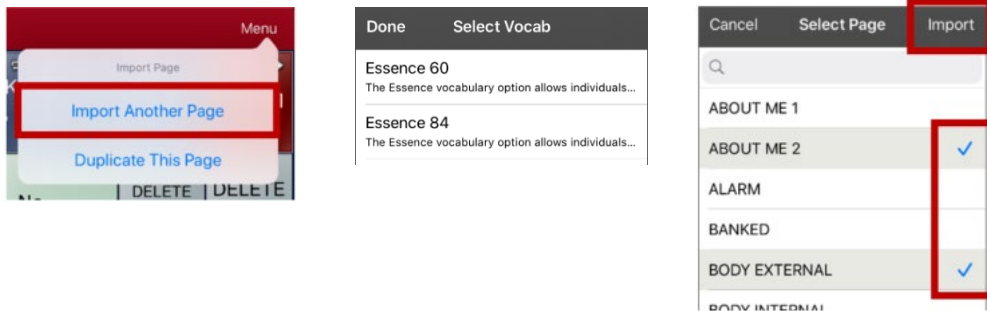 Menu
Import Page
Import Another Page
Duplicate This Page
DELETE DELETE
Done Select Vocab
Essence 60
The Essence vocabulary option allows individuals...
Essence 84
The Essence vocabulary option allows individuals...
Cancel Select Page Import
ABOUT ME 1
ABOUT ME 2
ALARM
BANKED
BODY EXTERNAL
BODY INTERNAL